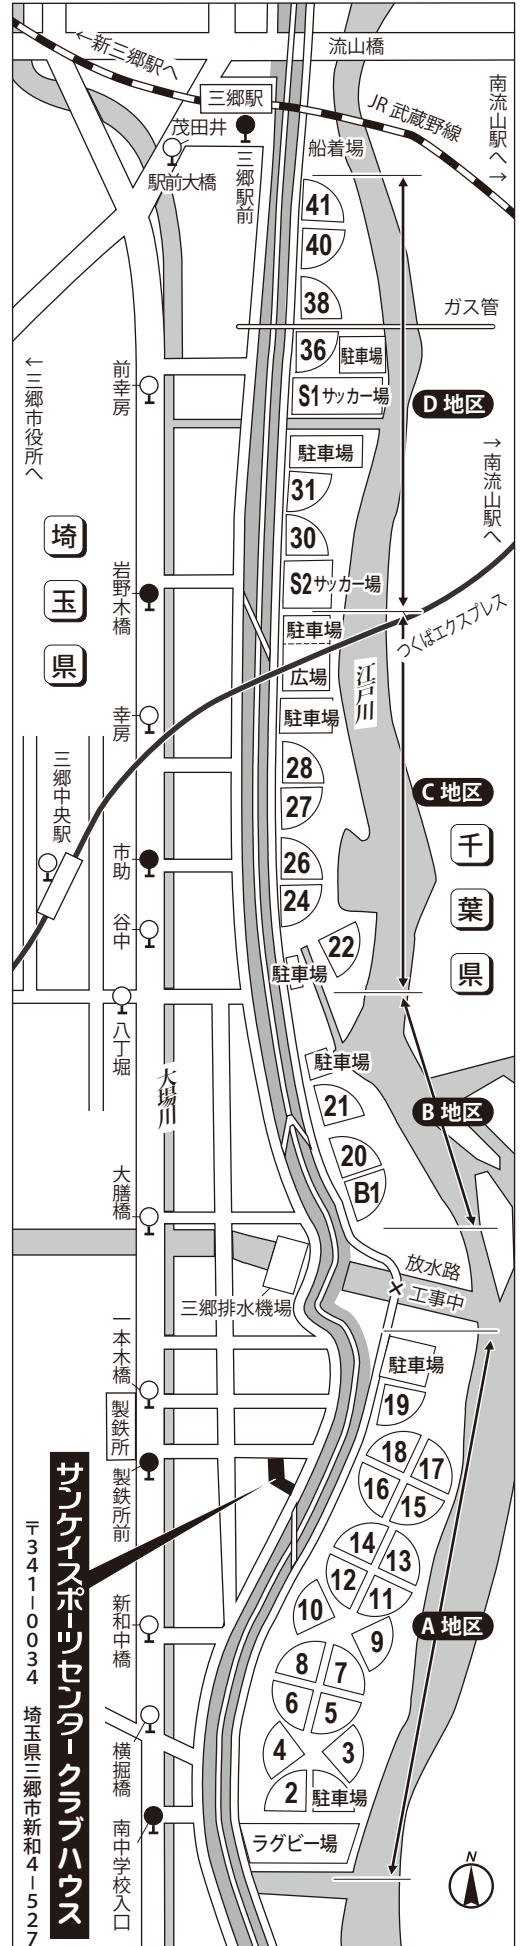 ←新三郷駅へ
流山橋
三郷駅
JR武蔵野線
南流山駅へ→
茂田井
駅前大橋
三郷駅前
船着場
41
40
38
ガス管
36
駐車場
S1サッカー場
D地区
前幸房
←三郷市役所へ
→南流山駅へ
駐車場
31
30
埼玉県
岩野木橋
S2サッカー場
駐車場
つくばエクスプレス
広場
江戸川
幸房
駐車場
三郷中央駅
28
27
C地区
千葉県
市助
26
24
谷中
22
駐車場
八丁堀
大場川
駐車場
21
B地区
20
B1
大膳橋
放水路
工事中
三郷排水機場
一本木橋
駐車場
19
製鉄所
製鉄所前
18
17
16
15
14
13
12
11
10
9
A地区
サンケイスポーツセンタークラブハウス
〒341-0034 埼玉県三郷市新和4-527
新和中橋
8
7
6
5
横堀橋
4
3
2
駐車場
南中学校入口
ラグビー場
N